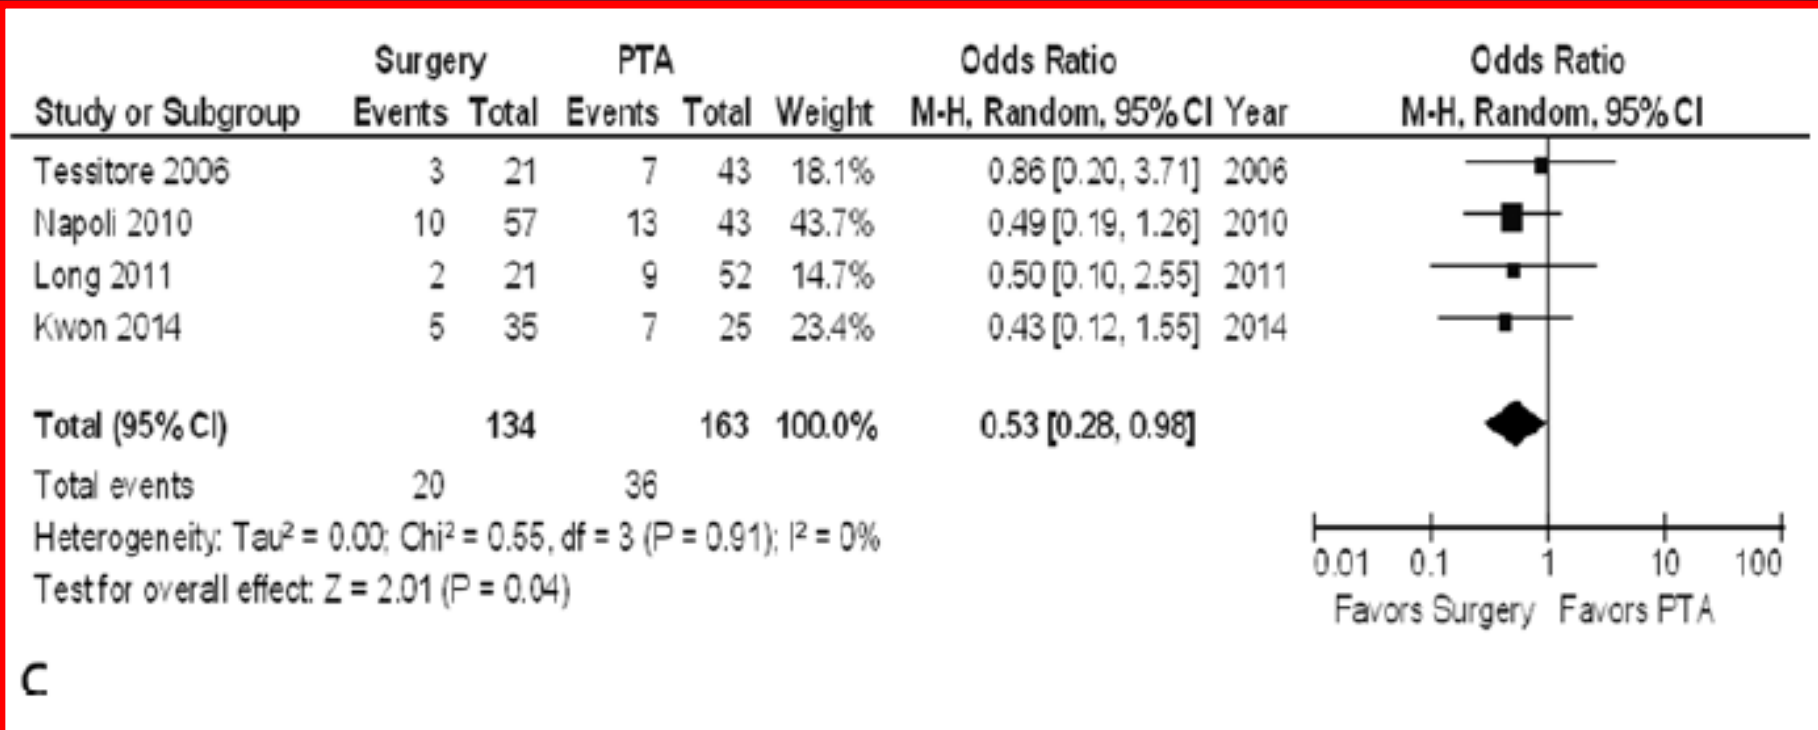 Surgery PTA Odds Ratio Odds Ratio
Study or Subgroup Events Total Events Total Weight M-H, Random, 95% CI Year M-H, Random, 95% CI
Tessitore 2006 3 21 7 43 18.1% 0.86 [0.20, 3.71] 2006
Napoli 2010 10 57 13 43 43.7% 0.49 [0.19, 1.26] 2010
Long 2011 2 21 9 52 14.7% 0.50 [0.10, 2.55] 2011
Kwon 2014 5 35 7 25 23.4% 0.43 [0.12, 1.55] 2014
Total (95% CI) 134 163 100.0% 0.53 [0.28, 0.98]
Total events 20 36
Heterogeneity: Tau² = 0.00; Chi² = 0.55, df = 3 (P = 0.91); I² = 0%
Test for overall effect: Z = 2.01 (P = 0.04)
0.01 0.1 1 10 100
Favors Surgery Favors PTA
C